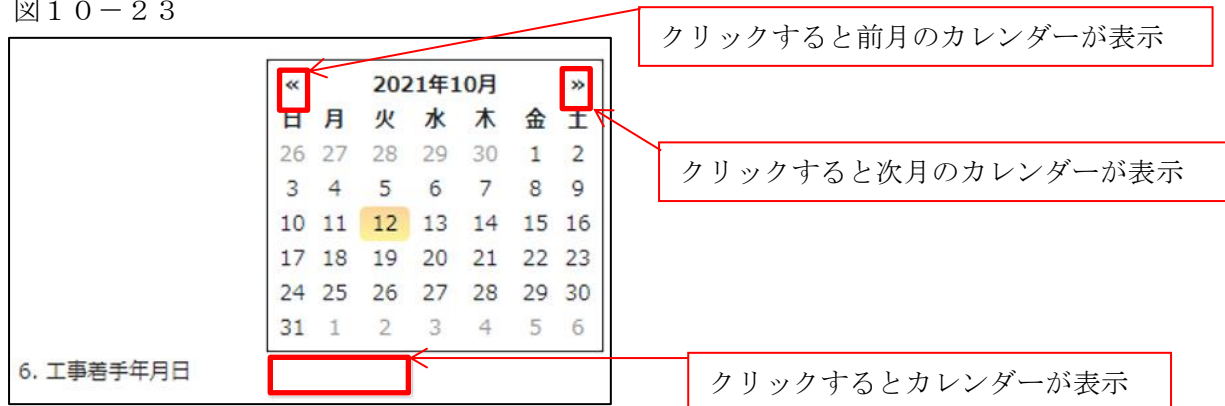 図１０－２３
クリックすると前月のカレンダーが表示
« 2021年10月 »
日 月 火 水 木 金 土
26 27 28 29 30 1 2
3 4 5 6 7 8 9
クリックすると次月のカレンダーが表示
10 11 12 13 14 15 16
17 18 19 20 21 22 23
24 25 26 27 28 29 30
31 1 2 3 4 5 6
6. 工事着手年月日
クリックするとカレンダーが表示